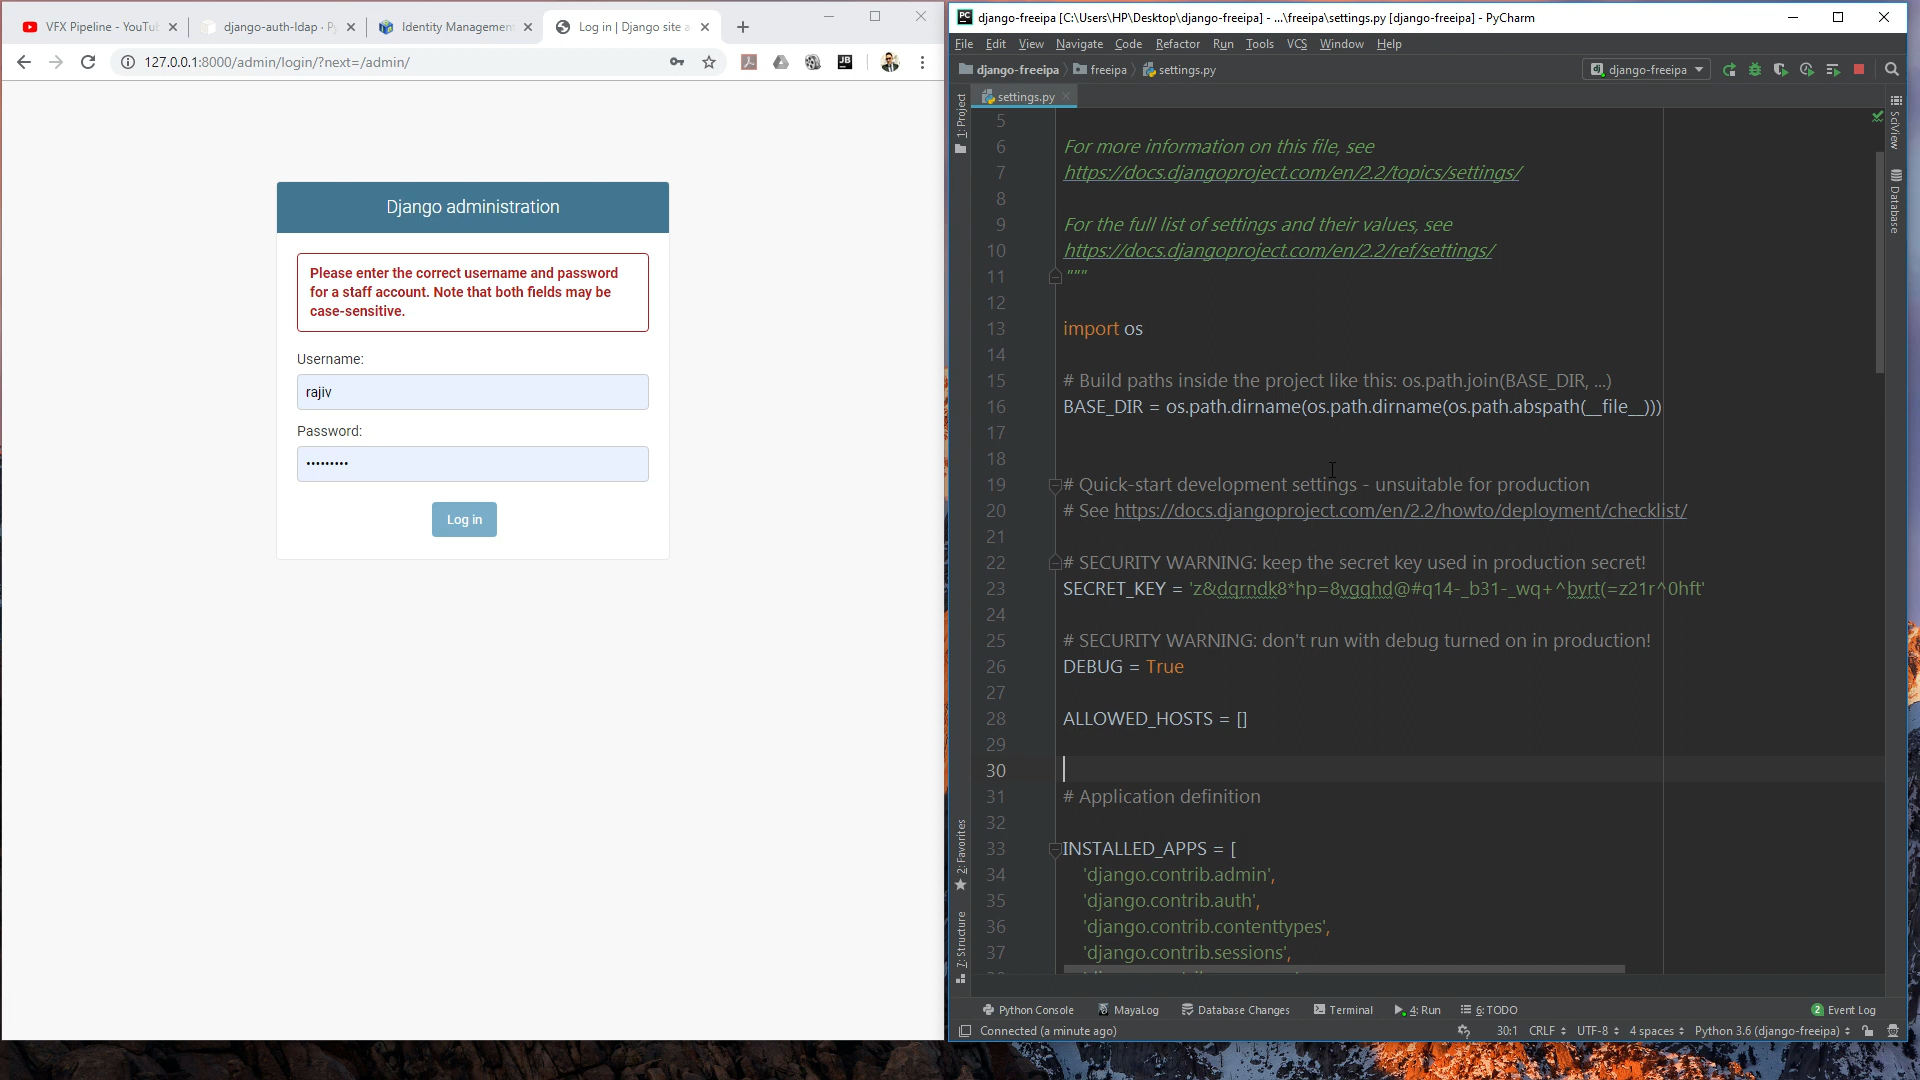 VFX Pipeline - YouTu
django-auth-ldap · Py
Identity Management
Log in | Django site a
127.0.0.1:8000/admin/login/?next=/admin/
Django administration
Please enter the correct username and password
for a staff account. Note that both fields may be
case-sensitive.
Username:
rajiv
Password:
•••••••••
Log in
PC
django-freeipa [C:\Users\HP\Desktop\django-freeipa] - ...\freeipa\settings.py [django-freeipa] - PyCharm
File Edit View Navigate Code Refactor Run Tools VCS Window Help
django-freeipa freeipa settings.py django-freeipa
settings.py
1: Project
2: Favorites
7: Structure
SciView
Database
5
6 For more information on this file, see
7 https://docs.djangoproject.com/en/2.2/topics/settings/
8
9 For the full list of settings and their values, see
10 https://docs.djangoproject.com/en/2.2/ref/settings/
11 """
12
13 import os
14
15 # Build paths inside the project like this: os.path.join(BASE_DIR, ...)
16 BASE_DIR = os.path.dirname(os.path.dirname(os.path.abspath(__file__)))
17
18
19 # Quick-start development settings - unsuitable for production
20 # See https://docs.djangoproject.com/en/2.2/howto/deployment/checklist/
21
22 # SECURITY WARNING: keep the secret key used in production secret!
23 SECRET_KEY = 'z&dqrndk8*hp=8vgqhd@#q14-_b31-_wq+^byrt(=z21r^0hft'
24
25 # SECURITY WARNING: don't run with debug turned on in production!
26 DEBUG = True
27
28 ALLOWED_HOSTS = []
29
30
31 # Application definition
32
33 INSTALLED_APPS = [
34 'django.contrib.admin',
35 'django.contrib.auth',
36 'django.contrib.contenttypes',
37 'django.contrib.sessions',
Python Console MayaLog Database Changes Terminal 4: Run 6: TODO 2 Event Log
Connected (a minute ago) 30:1 CRLF UTF-8 4 spaces Python 3.6 (django-freeipa)